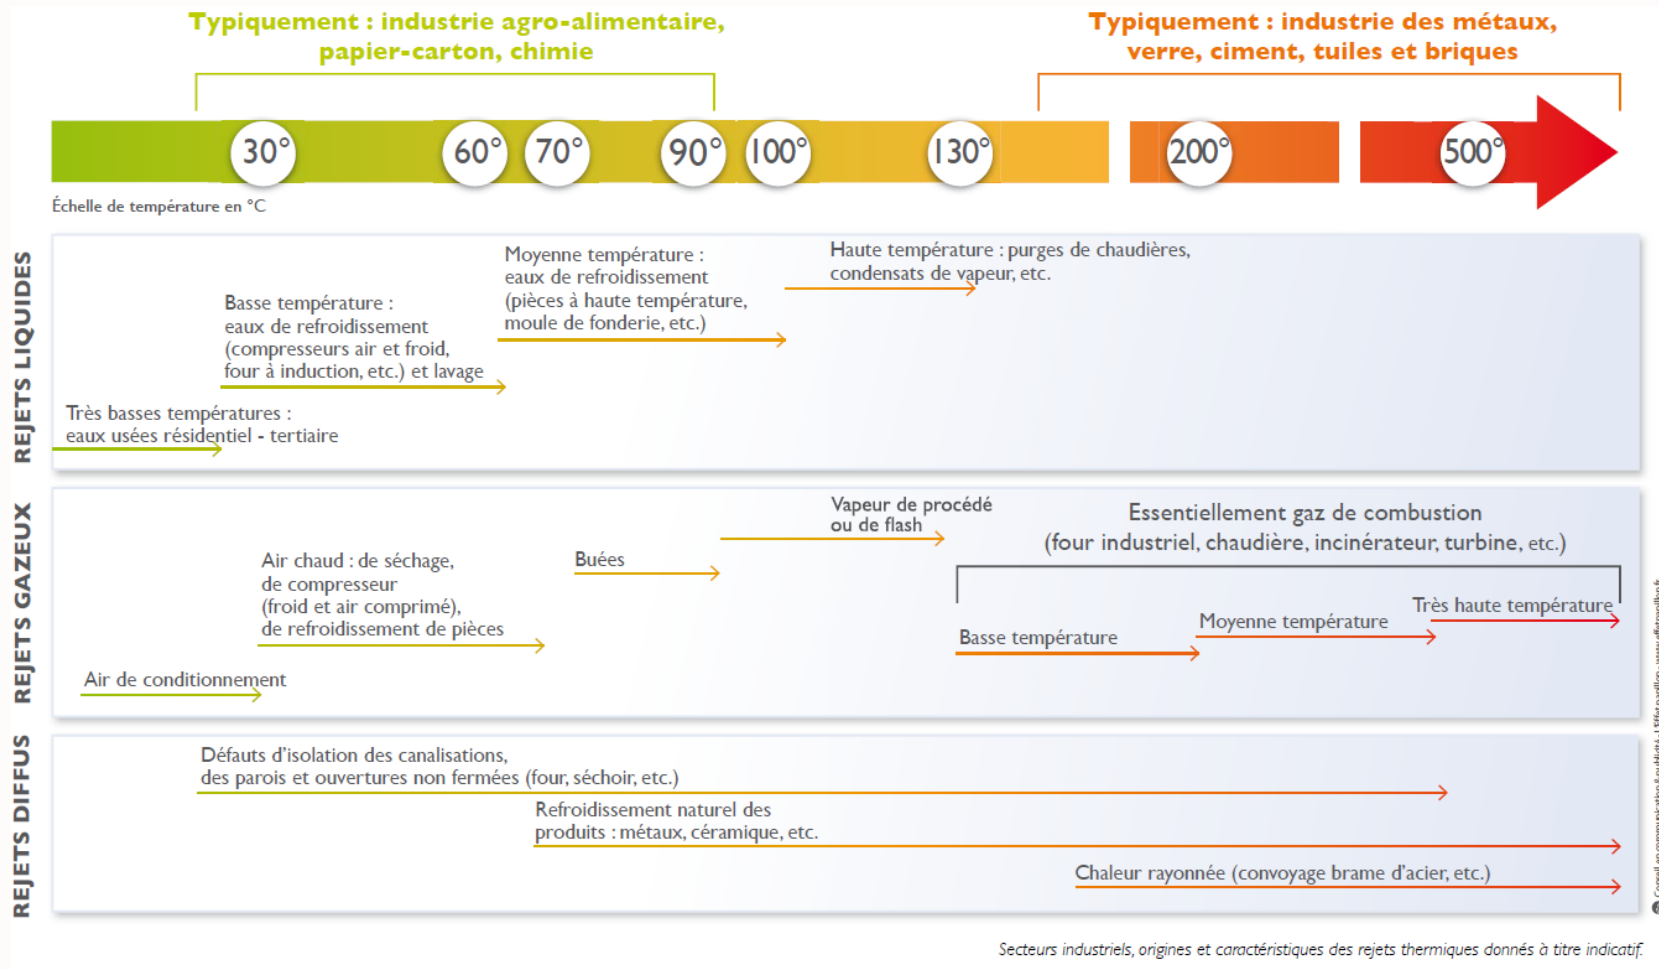 Typiquement : industrie agro-alimentaire,
papier-carton, chimie
Typiquement : industrie des métaux,
verre, ciment, tuiles et briques
30° 60° 70° 90° 100° 130° 200° 500°
Échelle de température en °C
REJETS LIQUIDES
Très basses températures :
eaux usées résidentiel - tertiaire
Basse température :
eaux de refroidissement
(compresseurs air et froid,
four à induction, etc.) et lavage
Moyenne température :
eaux de refroidissement
(pièces à haute température,
moule de fonderie, etc.)
Haute température : purges de chaudières,
condensats de vapeur, etc.
REJETS GAZEUX
Air de conditionnement
Air chaud : de séchage,
de compresseur
(froid et air comprimé),
de refroidissement de pièces
Buées
Vapeur de procédé
ou de flash
Essentiellement gaz de combustion
(four industriel, chaudière, incinérateur, turbine, etc.)
Basse température
Moyenne température
Très haute température
REJETS DIFFUS
Défauts d'isolation des canalisations,
des parois et ouvertures non fermées (four, séchoir, etc.)
Refroidissement naturel des
produits : métaux, céramique, etc.
Chaleur rayonnée (convoyage brame d'acier, etc.)
Conseil en communication & publicité
Secteurs industriels, origines et caractéristiques des rejets thermiques donnés à titre indicatif.